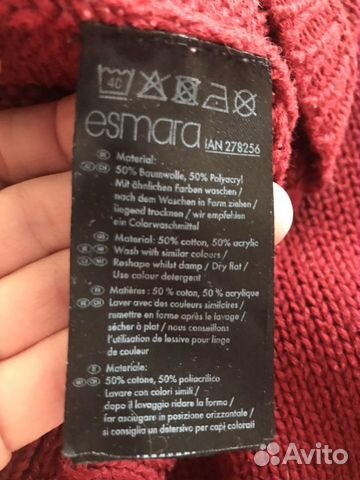 40
esmara IAN 278256
Material:
50% Baumwolle, 50% Polyacryl
Mit ähnlichen Farben waschen /
nach dem Waschen in Form ziehen /
liegend trocknen / wir empfehlen
ein Colorwaschmittel
Material: 50% cotton, 50% acrylic
Wash with similar colours /
Reshape whilst damp / Dry flat /
Use colour detergent
Matières : 50 % coton, 50 % acrylique
Laver avec des couleurs similaires /
remettre en forme après le lavage /
sécher à plat / nous conseillons
l'utilisation de lessive pour linge
de couleur
Materiale:
50% cotone, 50% poliacrilico
Lavare con colori simili /
dopo il lavaggio ridare la forma /
far asciugare in posizione orizzontale /
si consiglia un detersivo per capi colorati
Avito